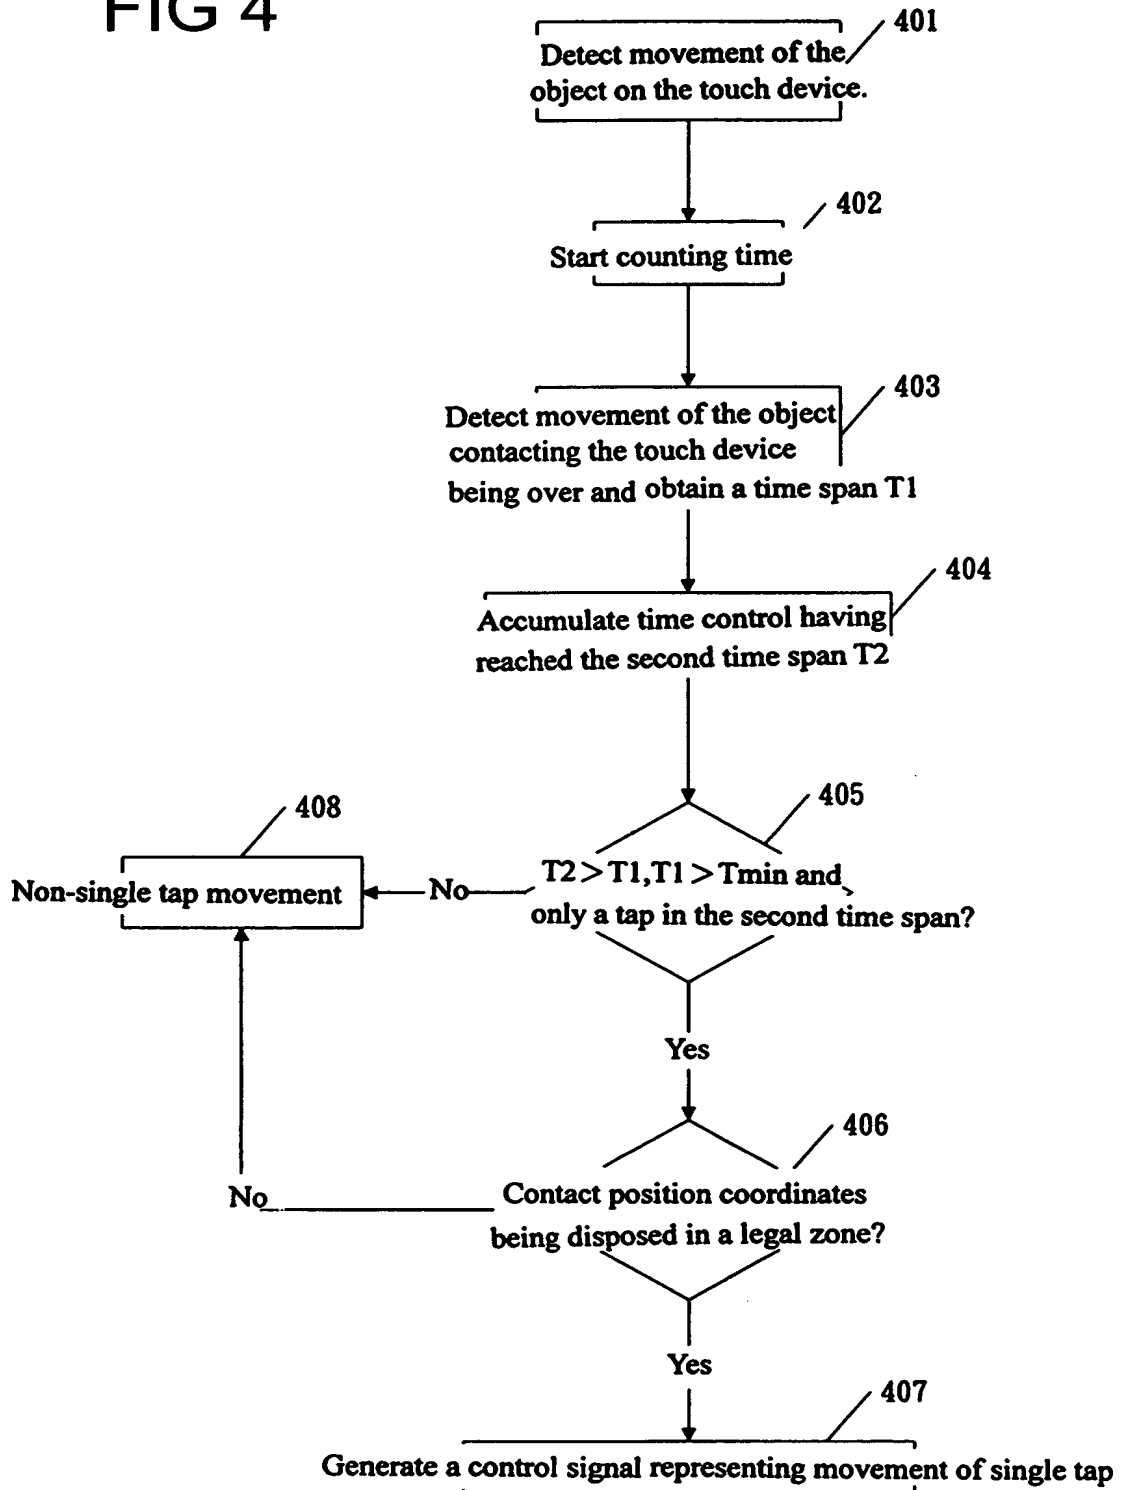 FIG 4
401
Detect movement of the
object on the touch device.
402
Start counting time
403
Detect movement of the object
contacting the touch device
being over and obtain a time span T1
404
Accumulate time control having
reached the second time span T2
405
T2>T1,T1>Tmin and
only a tap in the second time span?
408
Non-single tap movement
No
Yes
406
Contact position coordinates
being disposed in a legal zone?
No
Yes
407
Generate a control signal representing movement of single tap